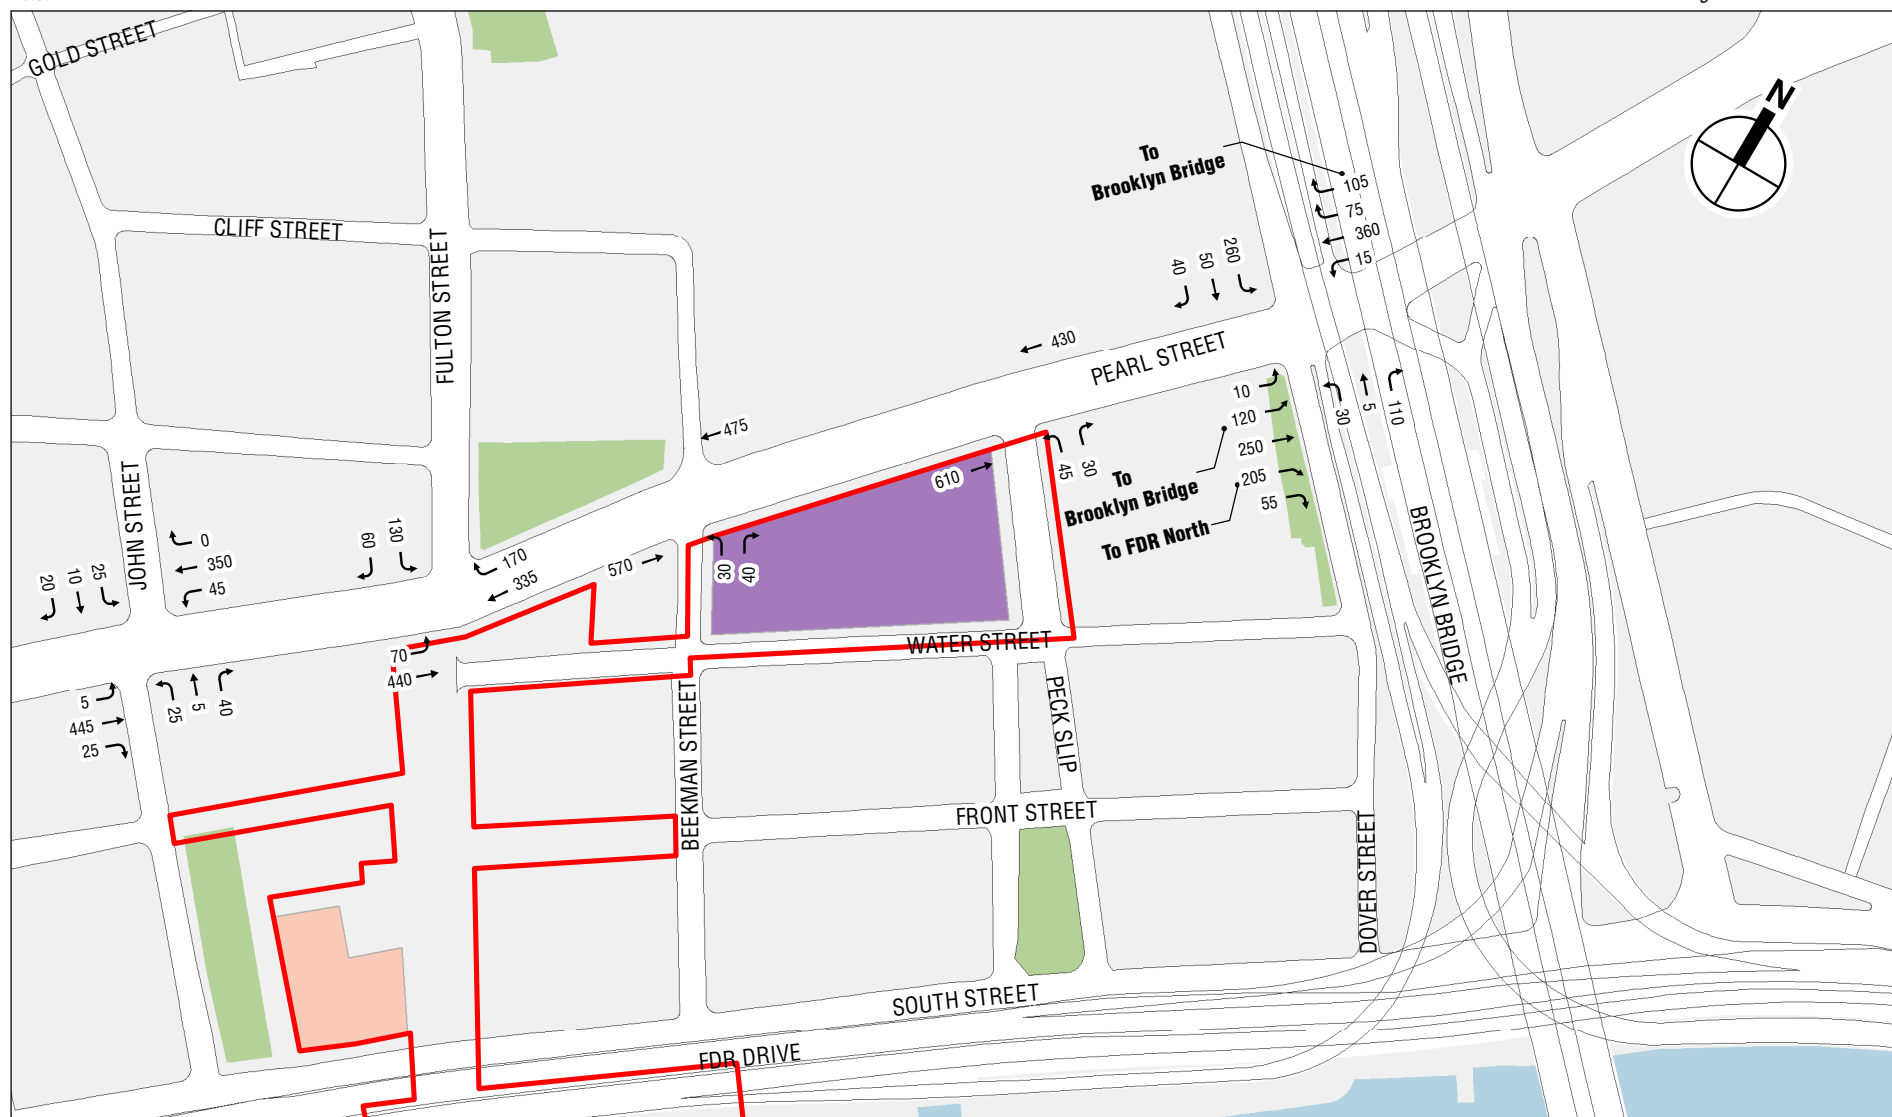 GOLD STREET
N
To
Brooklyn Bridge
105
75
360
15
CLIFF STREET
FULTON STREET
40
50
260
430
PEARL STREET
475
10
120
250
205
55
30
5
110
45
30
To
Brooklyn Bridge
To FDR North
610
JOHN STREET
0
350
45
60
130
170
335
570
30
40
20
10
25
BROOKLYN BRIDGE
WATER STREET
70
440
5
445
25
25
5
40
BEEKMAN STREET
PECK SLIP
FRONT STREET
DOVER STREET
SOUTH STREET
FDR DRIVE